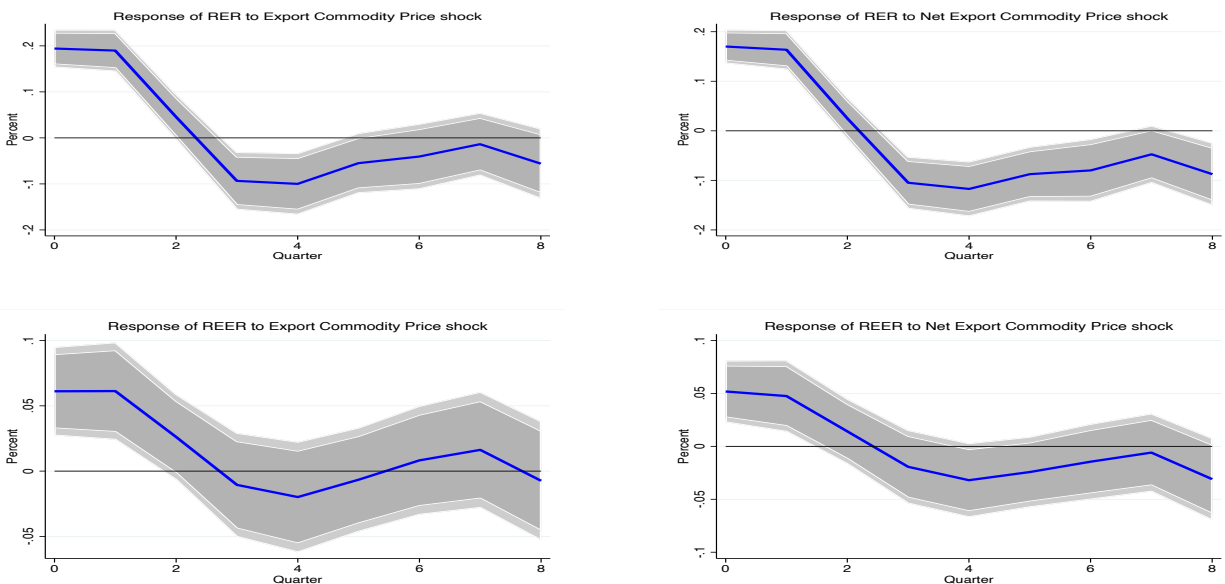 Response of RER to Export Commodity Price shock
.2
.1
0
-.1
-.2
Percent
0 2 4 6 8
Quarter
Response of RER to Net Export Commodity Price shock
.2
.1
0
-.1
-.2
Percent
0 2 4 6 8
Quarter
Response of REER to Export Commodity Price shock
.1
.05
0
-.05
Percent
0 2 4 6 8
Quarter
Response of REER to Net Export Commodity Price shock
.1
.05
0
-.05
-.1
Percent
0 2 4 6 8
Quarter